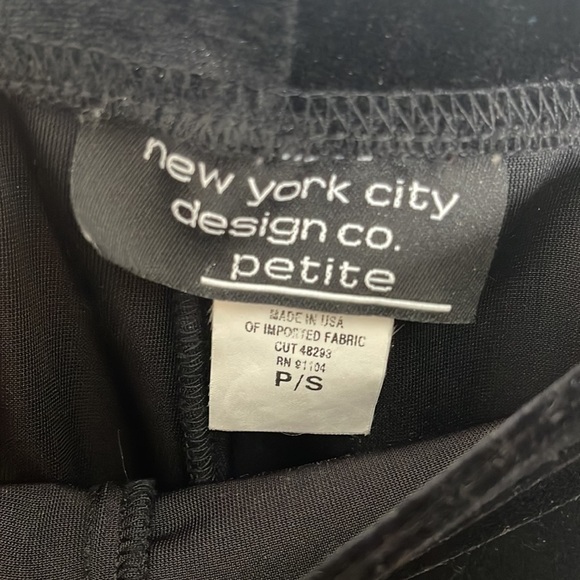 new york city
design co.
petite
MADE IN USA
OF IMPORTED FABRIC
CUT 48293
RN 91104
P/S